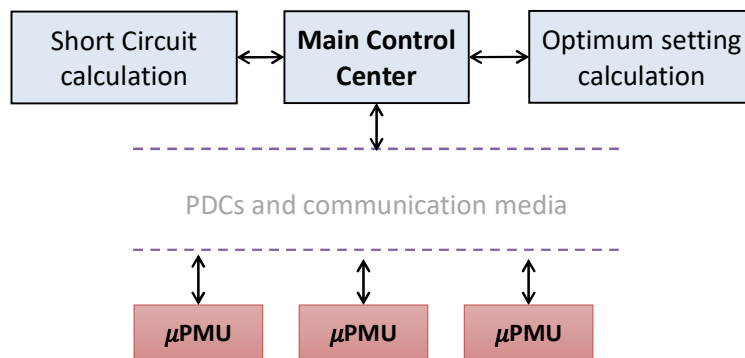 Short Circuit
calculation
Main Control
Center
Optimum setting
calculation
PDCs and communication media
μPMU
μPMU
μPMU